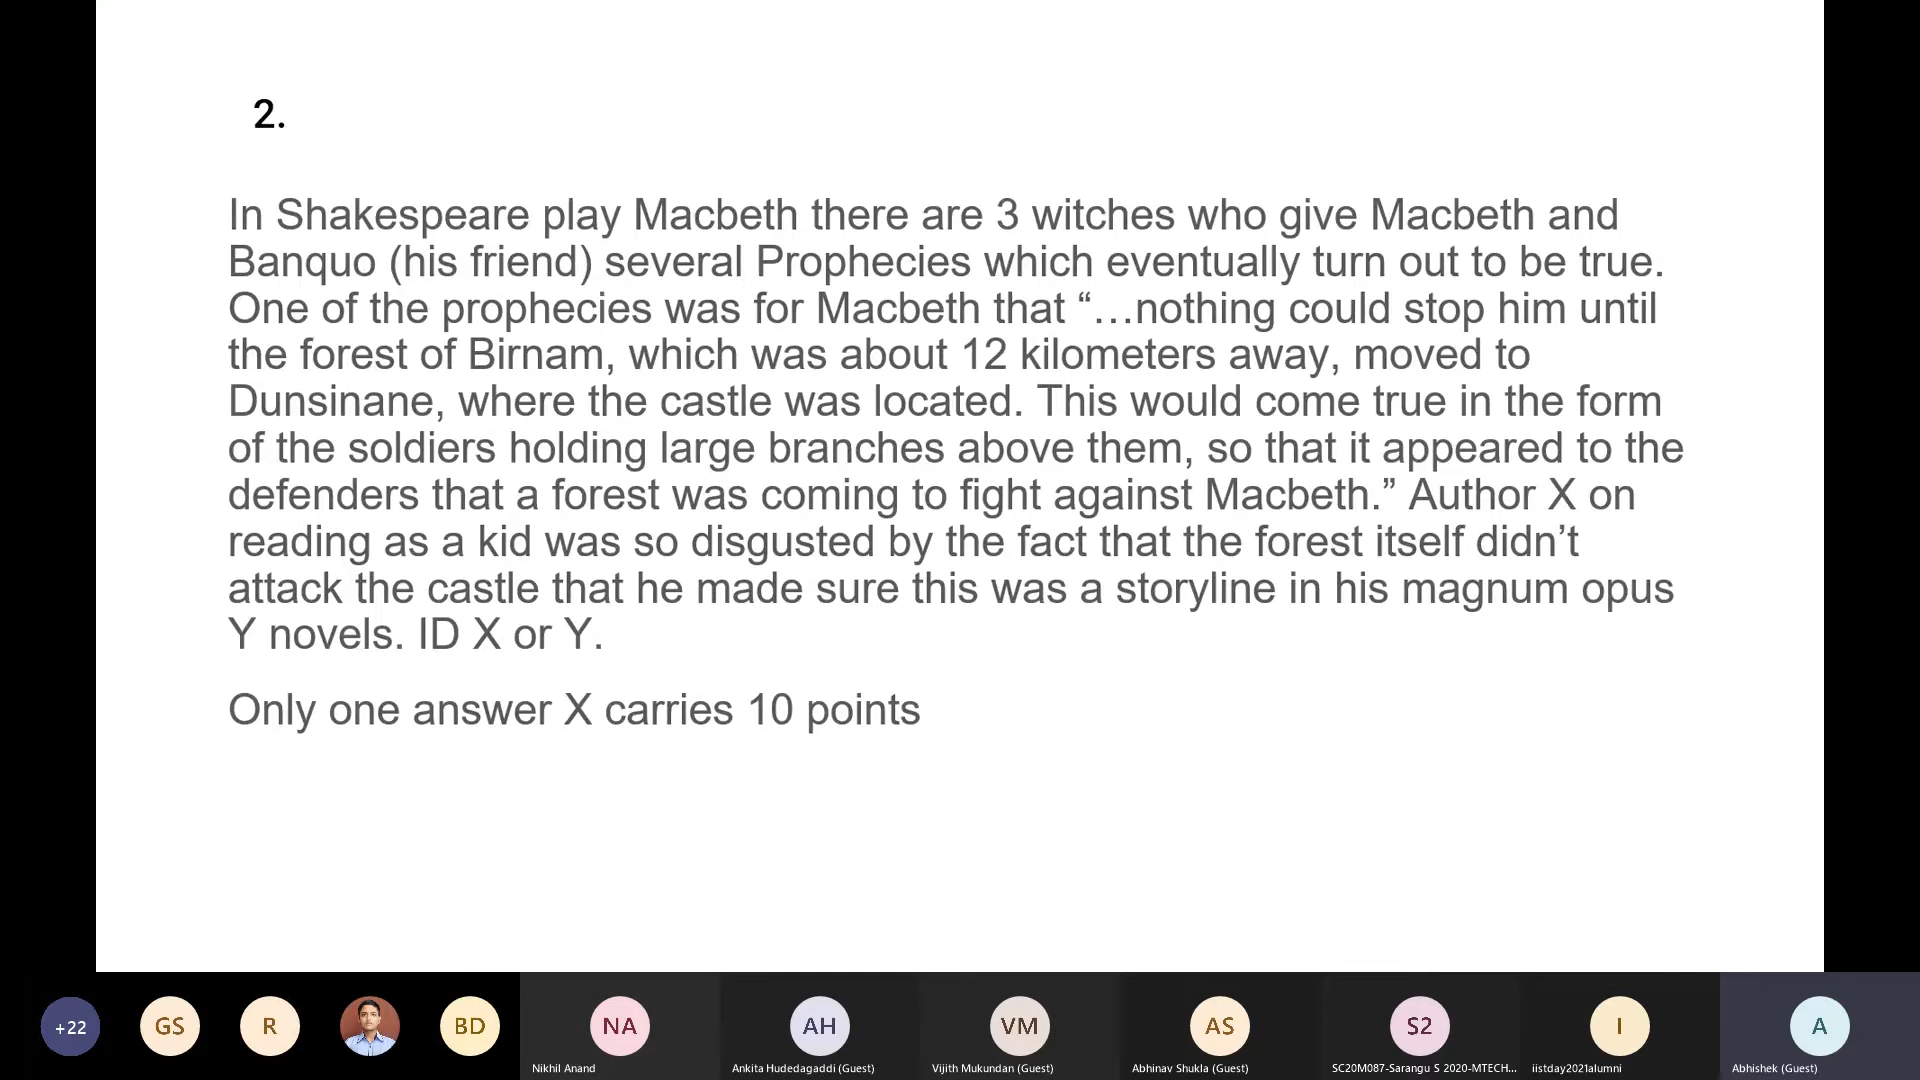 2.
In Shakespeare play Macbeth there are 3 witches who give Macbeth and
Banquo (his friend) several Prophecies which eventually turn out to be true.
One of the prophecies was for Macbeth that “…nothing could stop him until
the forest of Birnam, which was about 12 kilometers away, moved to
Dunsinane, where the castle was located. This would come true in the form
of the soldiers holding large branches above them, so that it appeared to the
defenders that a forest was coming to fight against Macbeth.” Author X on
reading as a kid was so disgusted by the fact that the forest itself didn’t
attack the castle that he made sure this was a storyline in his magnum opus
Y novels. ID X or Y.
Only one answer X carries 10 points
+22 GS R BD NA AH VM AS S2 I A
Nikhil Anand Ankita Hudedagaddi (Guest) Vijith Mukundan (Guest) Abhinav Shukla (Guest) SC20M087-Sarangu S 2020-MTECH... iistday2021alumni Abhishek (Guest)